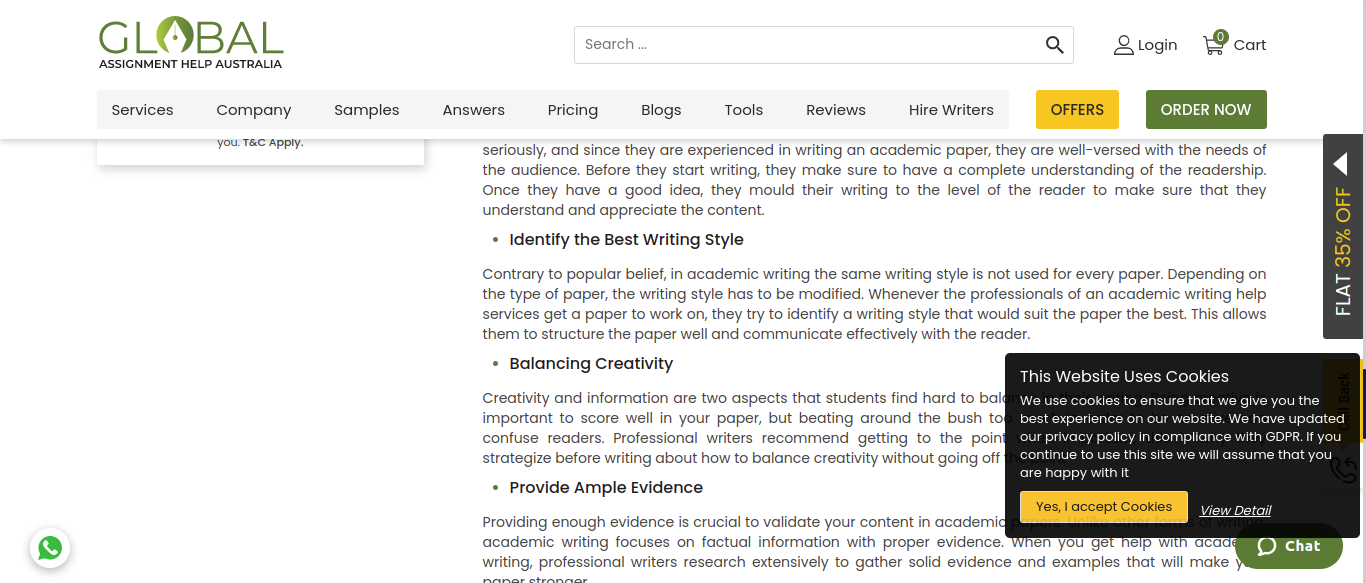 GLOBAL
ASSIGNMENT HELP AUSTRALIA
Search ...
Login
0
Cart
Services
Company
Samples
Answers
Pricing
Blogs
Tools
Reviews
Hire Writers
OFFERS
ORDER NOW
you. T&C Apply.
seriously, and since they are experienced in writing an academic paper, they are well-versed with the needs of
the audience. Before they start writing, they make sure to have a complete understanding of the readership.
Once they have a good idea, they mould their writing to the level of the reader to make sure that they
understand and appreciate the content.
• Identify the Best Writing Style
Contrary to popular belief, in academic writing the same writing style is not used for every paper. Depending on
the type of paper, the writing style has to be modified. Whenever the professionals of an academic writing help
services get a paper to work on, they try to identify a writing style that would suit the paper the best. This allows
them to structure the paper well and communicate effectively with the reader.
• Balancing Creativity
Creativity and information are two aspects that students find hard to
important to score well in your paper, but beating around the bush too
confuse readers. Professional writers recommend getting to the point
strategize before writing about how to balance creativity without going off
• Provide Ample Evidence
Providing enough evidence is crucial to validate your content in academic papers. Unlike other forms of writing,
academic writing focuses on factual information with proper evidence. When you get help with
writing, professional writers research extensively to gather solid evidence and examples that will make
paper stronger.
FLAT 35% OFF
Call Back
This Website Uses Cookies
We use cookies to ensure that we give you the
best experience on our website. We have updated
our privacy policy in compliance with GDPR. If you
continue to use this site we will assume that you
are happy with it
Yes, I accept Cookies
View Detail
Chat